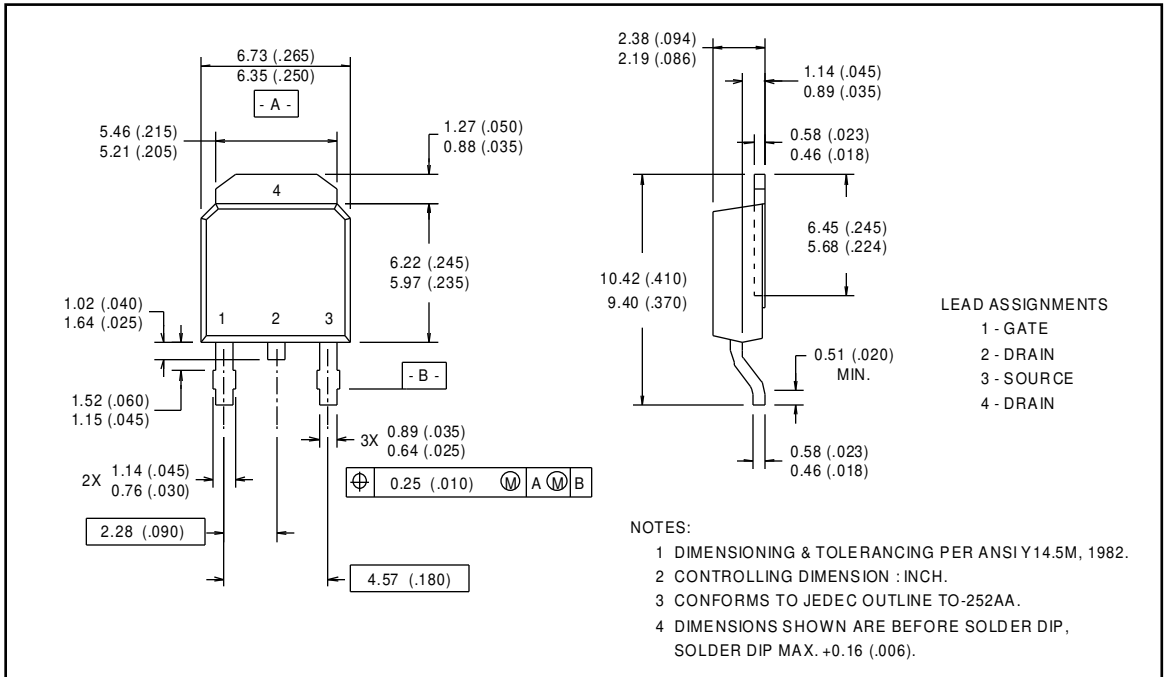 6.73 (.265)
6.35 (.250)
- A -
5.46 (.215)
5.21 (.205)
1.27 (.050)
0.88 (.035)
4
6.22 (.245)
5.97 (.235)
1.02 (.040)
1.64 (.025)
1 2 3
- B -
1.52 (.060)
1.15 (.045)
3X 0.89 (.035)
0.64 (.025)
2X 1.14 (.045)
0.76 (.030)
⌖ 0.25 (.010) Ⓜ A Ⓜ B
2.28 (.090)
4.57 (.180)
2.38 (.094)
2.19 (.086)
1.14 (.045)
0.89 (.035)
0.58 (.023)
0.46 (.018)
6.45 (.245)
5.68 (.224)
10.42 (.410)
9.40 (.370)
0.51 (.020)
MIN.
0.58 (.023)
0.46 (.018)
LEAD ASSIGNMENTS
1 - GATE
2 - DRAIN
3 - SOURCE
4 - DRAIN
NOTES:
1 DIMENSIONING & TOLERANCING PER ANSI Y14.5M, 1982.
2 CONTROLLING DIMENSION : INCH.
3 CONFORMS TO JEDEC OUTLINE TO-252AA.
4 DIMENSIONS SHOWN ARE BEFORE SOLDER DIP,
SOLDER DIP MAX. +0.16 (.006).